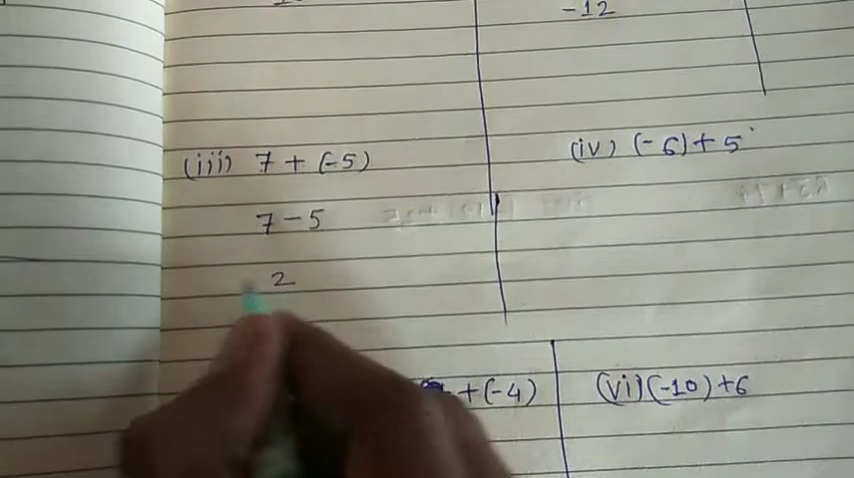 -12
(iii) 7 + (-5)
7 - 5
2
(iv) (-6) + 5
+ (-4)
(vi) (-10) + 6